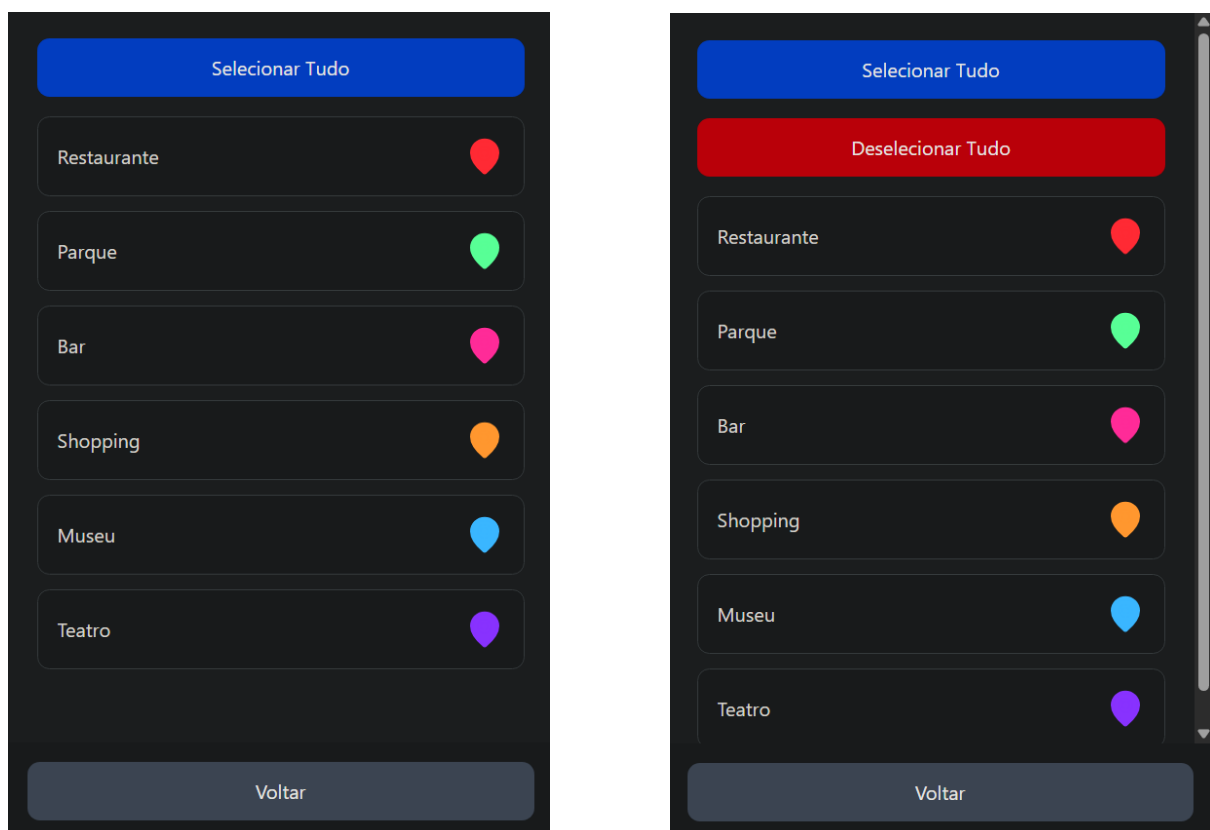 Selecionar Tudo
Restaurante
Parque
Bar
Shopping
Museu
Teatro
Voltar
Selecionar Tudo
Deselecionar Tudo
Restaurante
Parque
Bar
Shopping
Museu
Teatro
Voltar